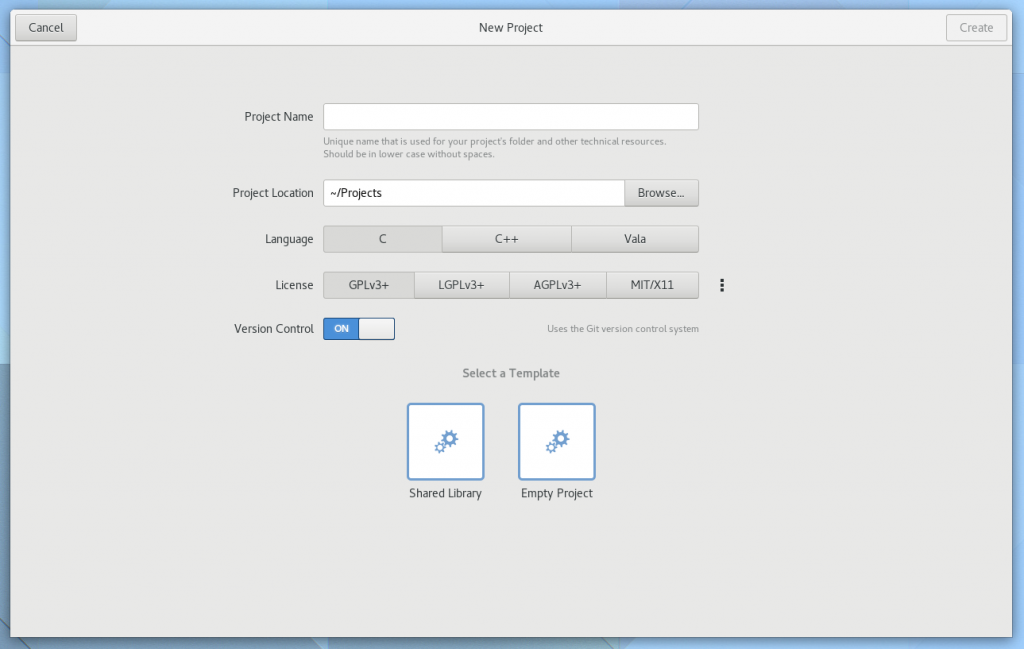 Cancel New Project Create
Project Name
Unique name that is used for your project's folder and other technical resources.
Should be in lower case without spaces.
Project Location ~/Projects Browse...
Language C C++ Vala
License GPLv3+ LGPLv3+ AGPLv3+ MIT/X11
Version Control ON Uses the Git version control system
Select a Template
Shared Library Empty Project